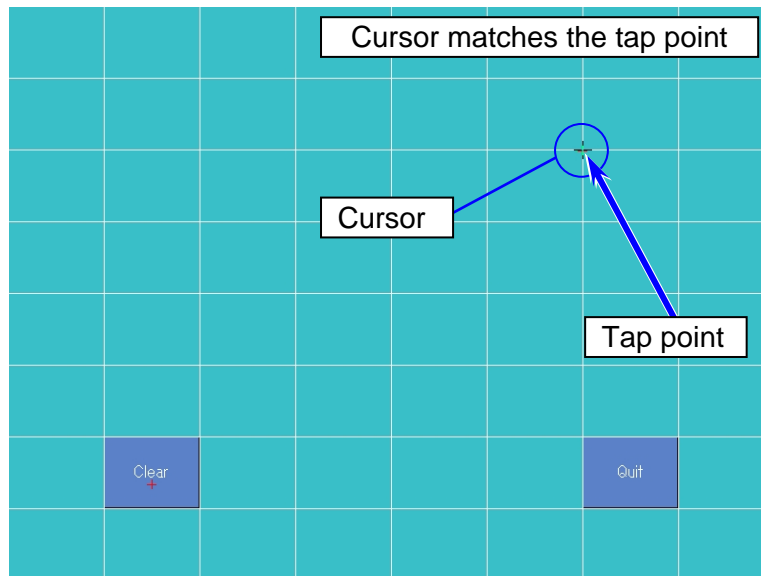 Cursor matches the tap point
Cursor
Tap point
Clear
Quit